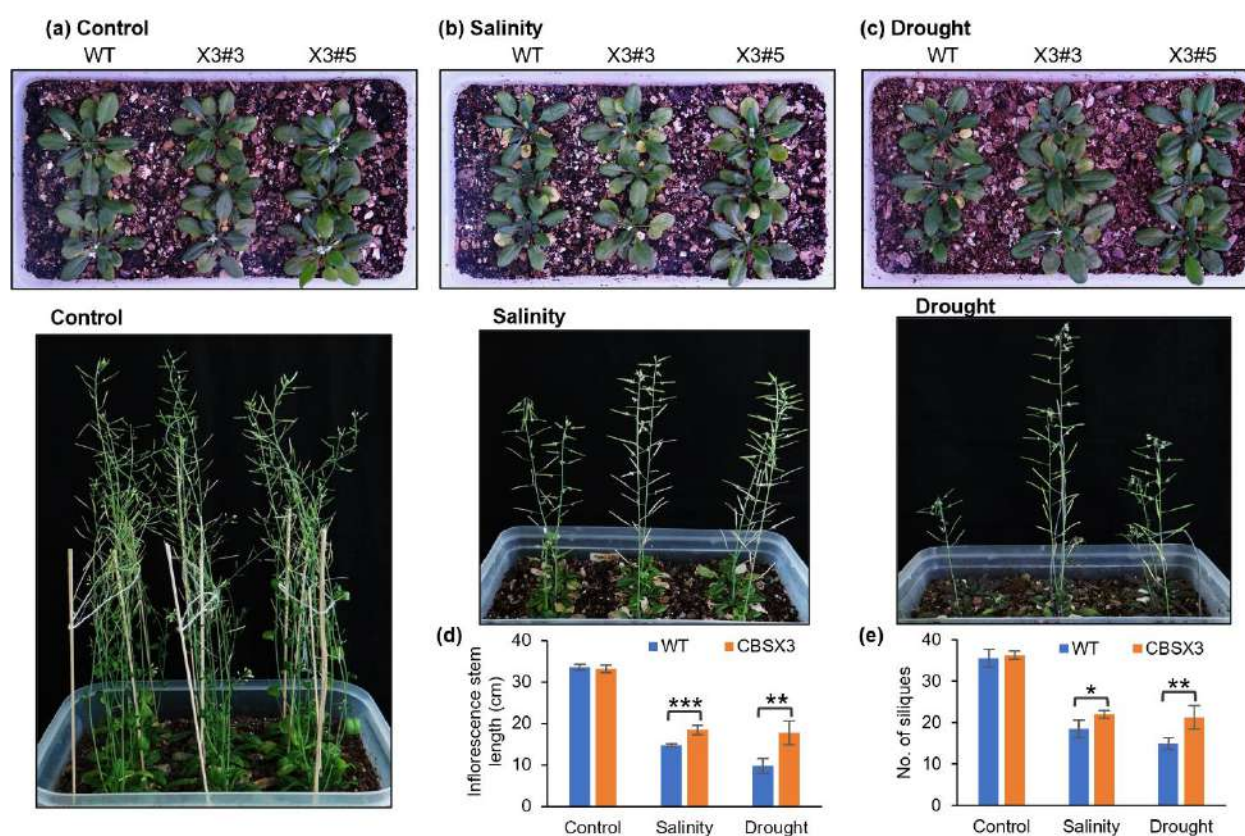 (a) Control
WT X3#3 X3#5
(b) Salinity
WT X3#3 X3#5
(c) Drought
WT X3#3 X3#5
Control
Salinity
Drought
(d)
WT CBSX3
Inflorescence stem
length (cm)
40
30
20
10
0
***
**
Control Salinity Drought
(e)
WT CBSX3
No. of siliques
40
30
20
10
0
*
**
Control Salinity Drought